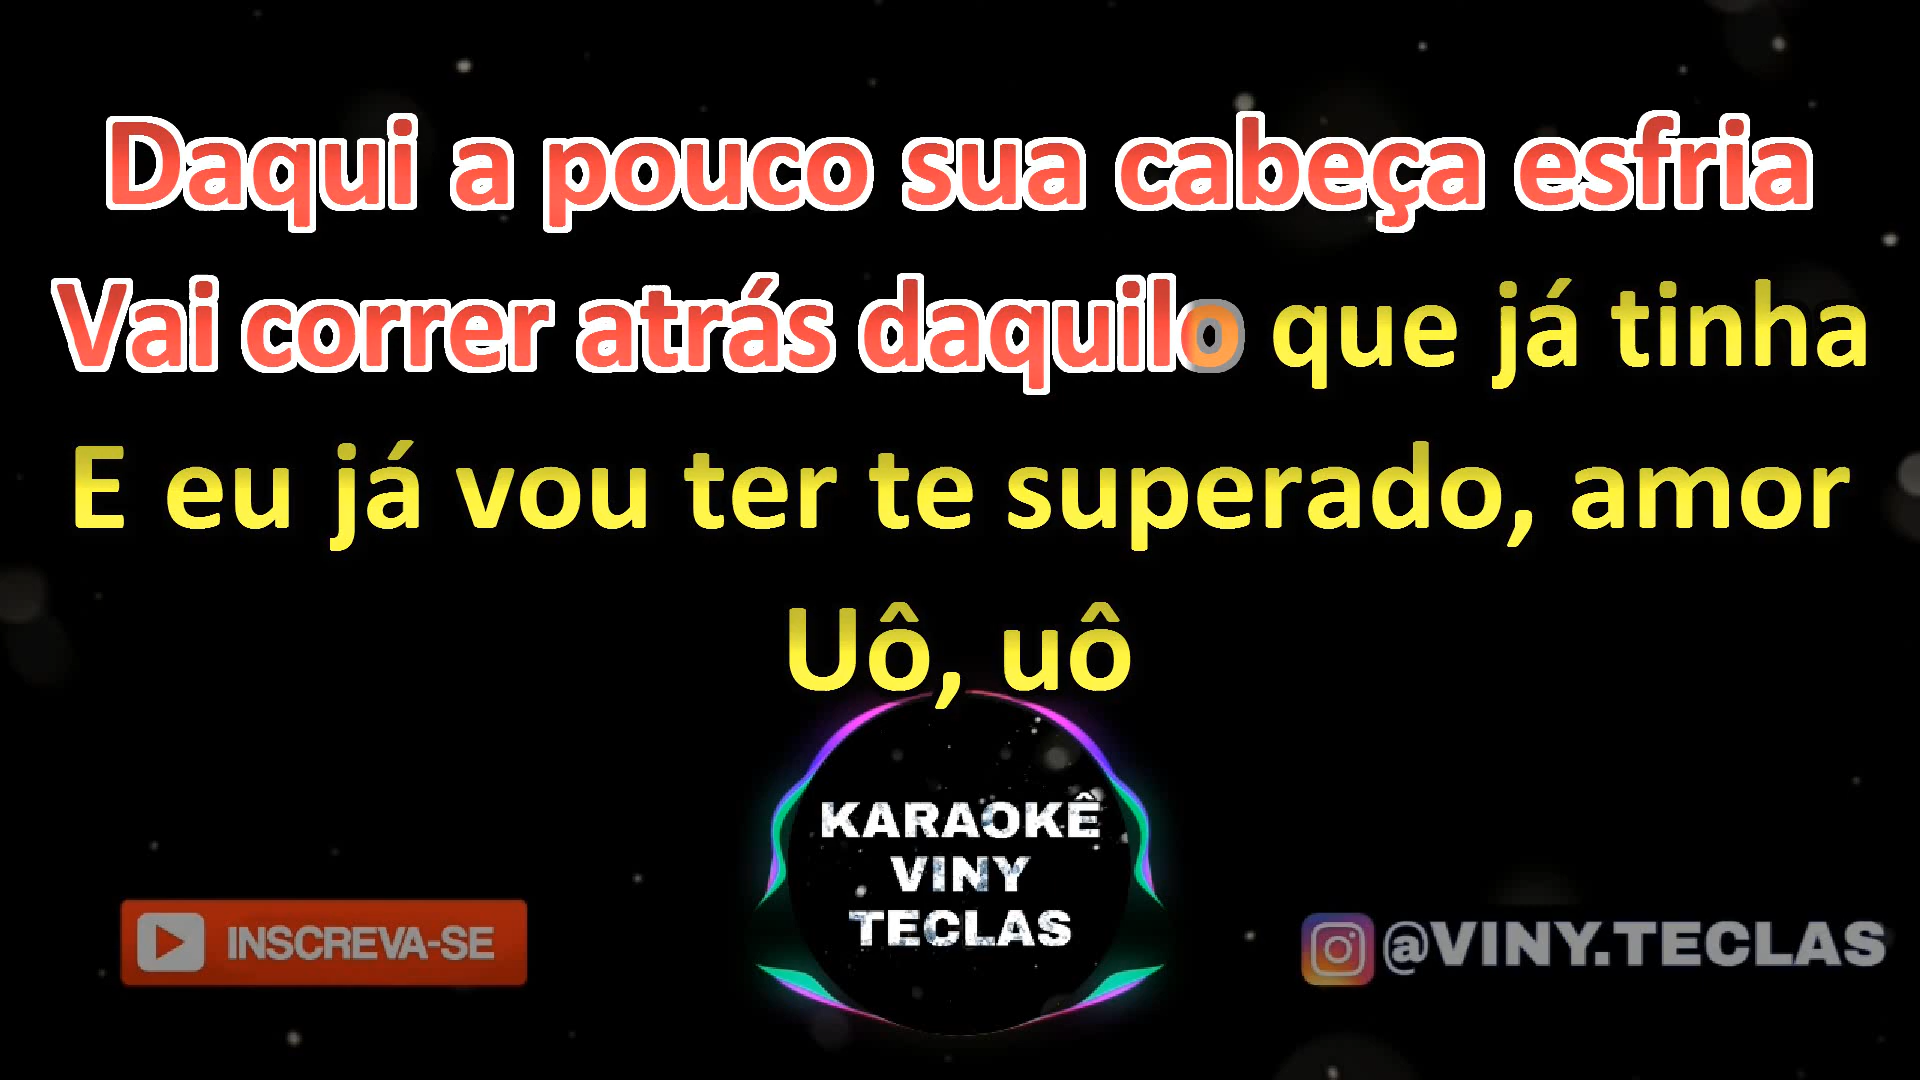 Daqui a pouco sua cabeça esfria
Vai correr atrás daquilo que já tinha
E eu já vou ter te superado, amor
Uô, uô
KARAOKÊ
VINY
TECLAS
INSCREVA-SE
@VINY.TECLAS